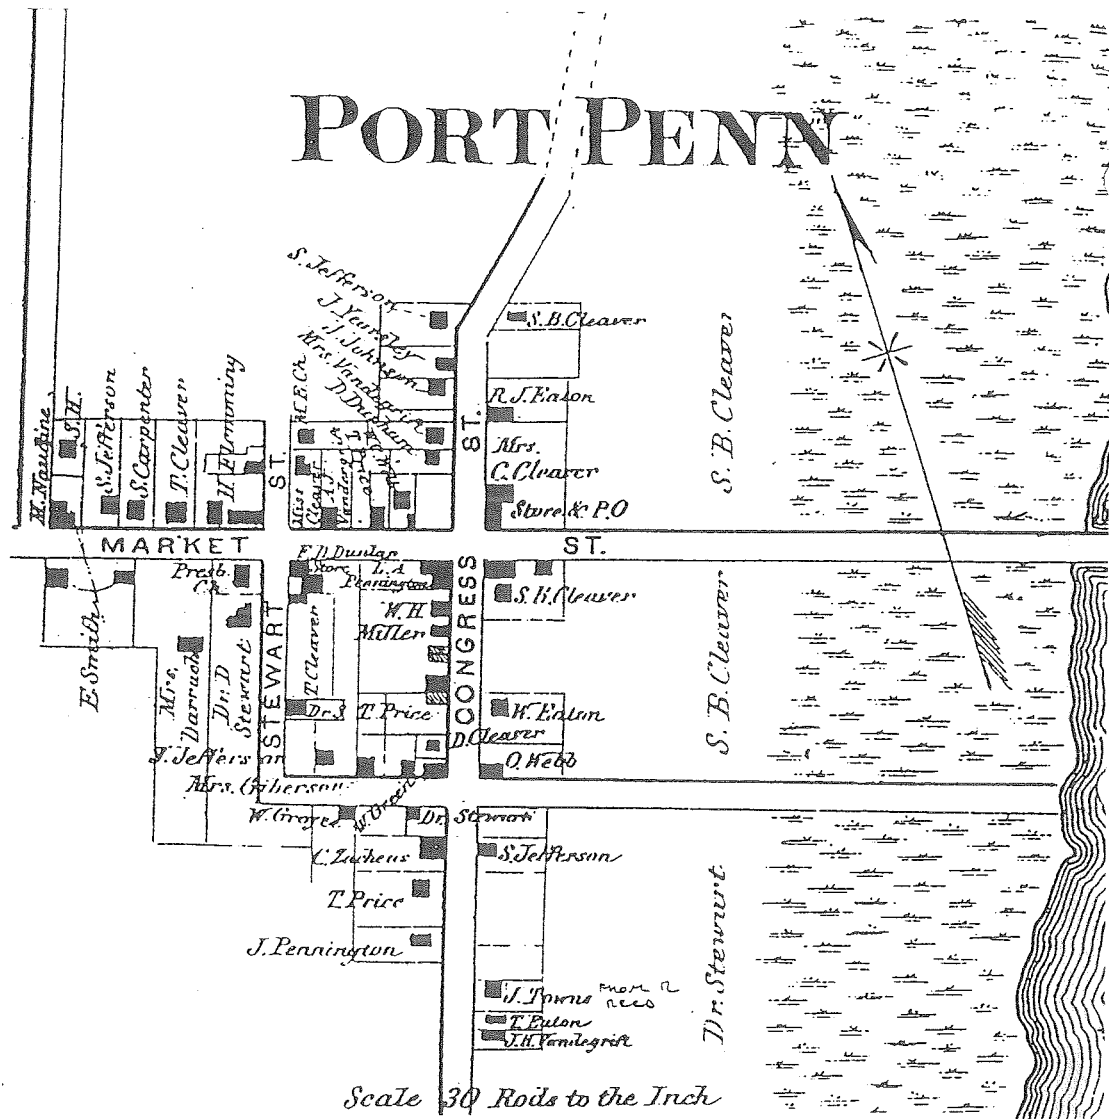 PORT PENN
S. Jefferson
J. Yearsley
J. Johnson
Mrs. Vandegrift
D. Dunham
S. B. Cleaver
R. J. Eaton
Mrs.
C. Cleaver
Store & P.O
S. B. Cleaver
M. Naudine
S. H.
S. Jefferson
S. Carpenter
T. Cleaver
H. Flemming
M. E. Ch
Miss
Cleaver
A. J.
ST.
ST.
MARKET ST.
E. Smith
Presb.
Ch.
Mrs.
Darrach
Dr. D
Stewart
STEWART
F. D. Dunlap
Store
L. A
Pennington
W. H
Miller
T. Cleaver
Dr. S.
T. Price
CONGRESS
S. B. Cleaver
W. Eaton
D. Cleaver
O. Webb
S. B. Cleaver
Jefferson
Mrs. Giberson
W. Green
Dr. Stewart
C. Zacheus
S. Jefferson
T. Price
J. Pennington
Dr. Stewart
J. Towns
T. Eaton
J. H. Vandegrift
Scale 30 Rods to the Inch